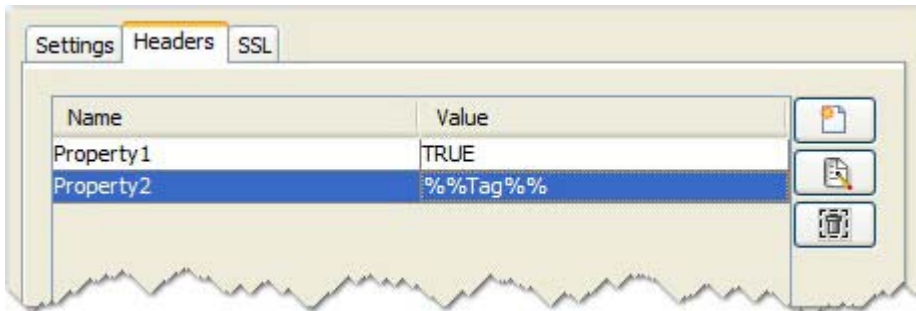 Settings Headers SSL
Name Value
Property1 TRUE
Property2 %%Tag%%